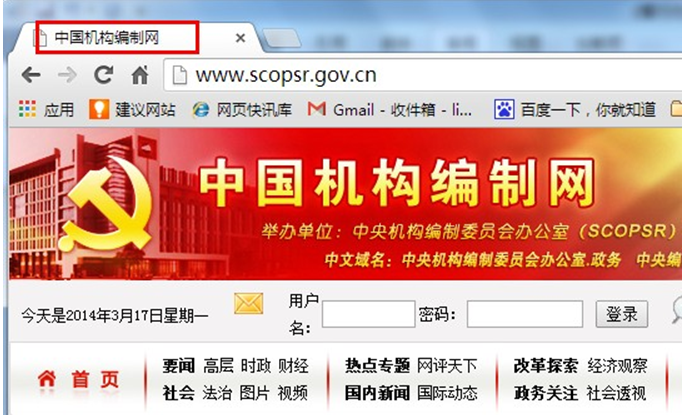 中国机构编制网
www.scopsr.gov.cn
应用 建议网站 网页快讯库 Gmail - 收件箱 - li... 百度一下，你就知道
中国机构编制网
举办单位：中央机构编制委员会办公室（SCOPSR）
中文域名：中央机构编制委员会办公室.政务 中央编
今天是2014年3月17日星期一 用户名： 密码： 登录
首页 要闻 高层 时政 财经 热点专题 网评天下 改革探索 经济观察
社会 法治 图片 视频 国内新闻 国际动态 政务关注 社会透视